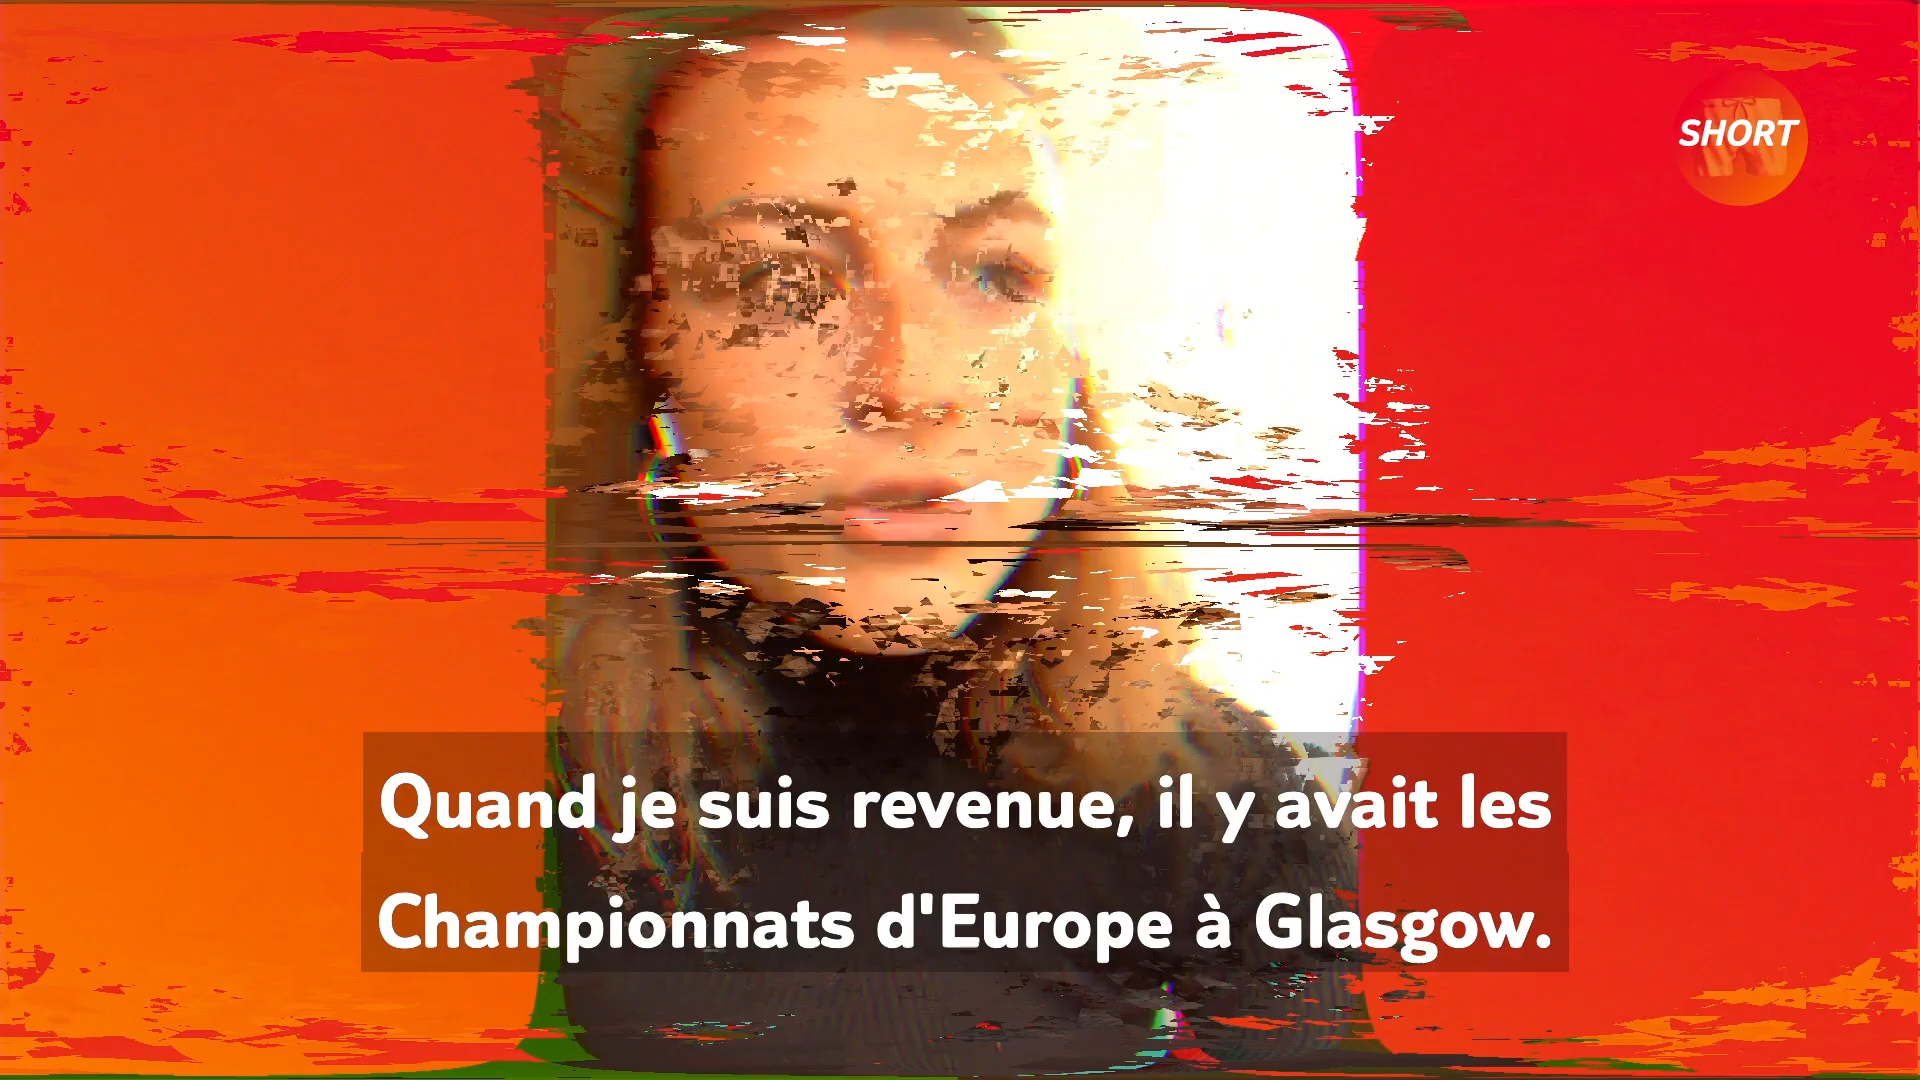 SHORT
Quand je suis revenue, il y avait les
Championnats d'Europe à Glasgow.